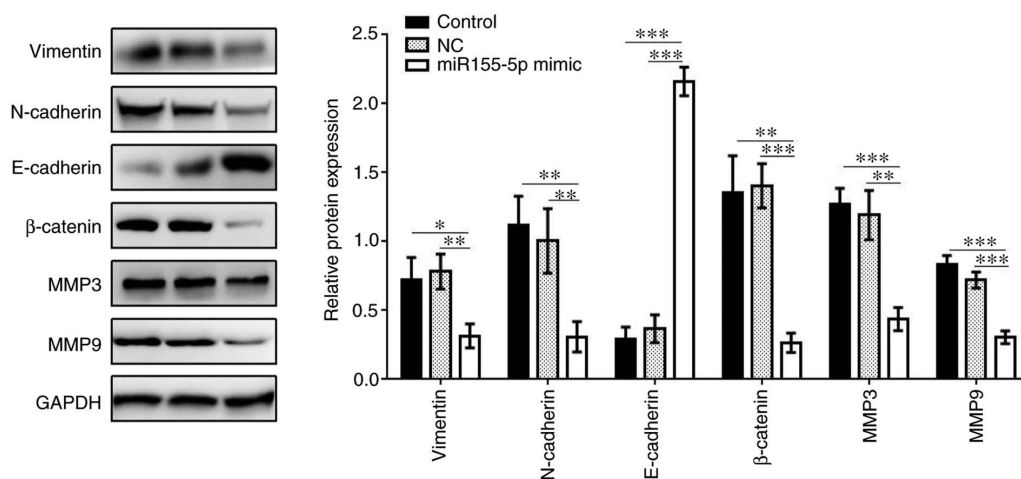 Vimentin
N-cadherin
E-cadherin
β-catenin
MMP3
MMP9
GAPDH
Relative protein expression
2.5
2.0
1.5
1.0
0.5
0.0
Control
NC
miR155-5p mimic
*
**
**
**
***
***
**
***
***
**
***
***
Vimentin
N-cadherin
E-cadherin
β-catenin
MMP3
MMP9